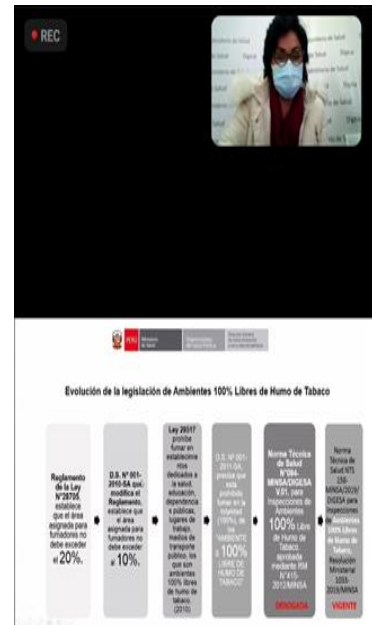 REC
PERÚ
Ministerio
de Salud
Evolución de la legislación de Ambientes 100% Libres de Humo de Tabaco
Reglamento
de la Ley
N°28705,
establece
que el área
asignada para
fumadores no
debe exceder
el 20%.
D.S. N° 001-
2010-SA que
modifica el
Reglamento,
establece que
el área
asignada para
fumadores no
debe exceder
el 10%.
Ley 29517
prohíbe
fumar en
establecimie
ntos
dedicados a
la salud,
educación,
dependencia
s públicas,
lugares de
trabajo,
medios de
transporte
público, los
que son
ambientes
100% libres
de humo de
tabaco.
(2010)
D.S. N° 001-
2011-SA,
precisa que
está
prohibido
fumar en la
totalidad
(100%), de
los
"AMBIENTE
S 100%
LIBRE DE
HUMO DE
TABACO"
Norma Técnica
de Salud
N°084-
MINSA/DIGESA
V.01, para
Inspecciones de
Ambientes
100% Libre
de Humo de
Tabaco,
aprobada
mediante RM
N°415-
2012/MINSA
DEROGADA
Norma
Técnica de
Salud NTS
156-
MINSA/2019/
DIGESA para
Inspecciones
de Ambientes
100% Libres
de Humo de
Tabaco,
Resolución
Ministerial
1033-
2019/MINSA
VIGENTE